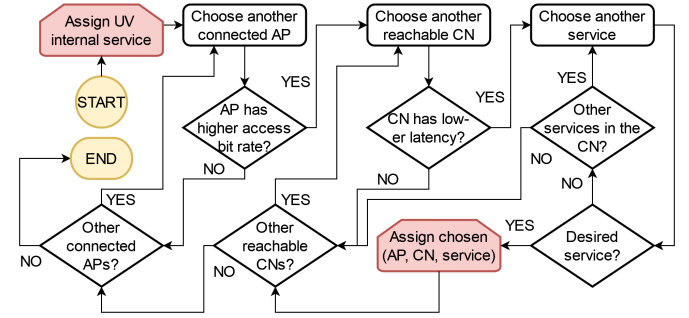 Assign UV
internal service
Choose another
connected AP
Choose another
reachable CN
Choose another
service
START
YES
AP has
higher access
bit rate?
YES
CN has low-
er latency?
YES
Other
services in the
CN?
END
NO
NO
NO
NO
YES
YES
YES
Other
connected
APs?
NO
Other
reachable
CNs?
NO
Assign chosen
(AP, CN, service)
Desired
service?